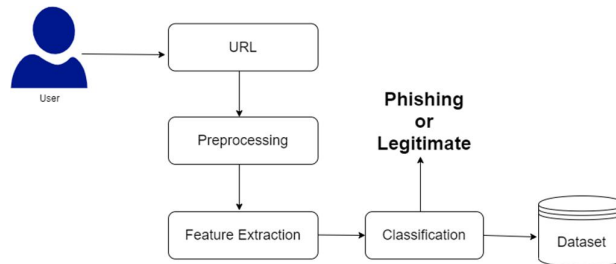 URL
User
Phishing
or
Legitimate
Preprocessing
Feature Extraction
Classification
Dataset